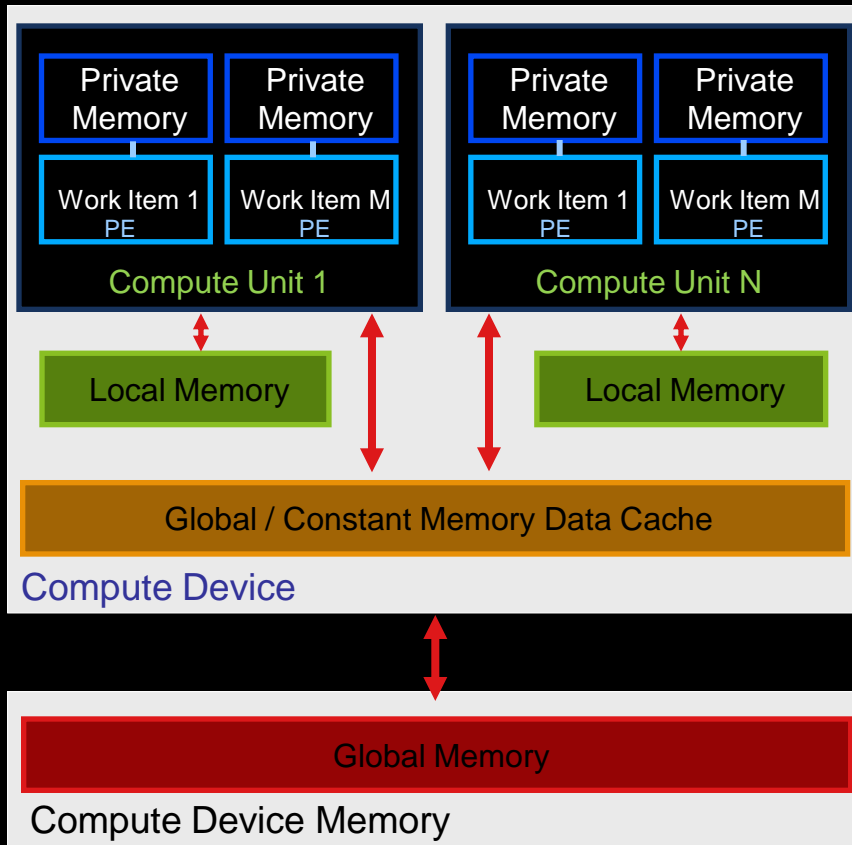 Private
Memory
Private
Memory
Work Item 1
PE
Work Item M
PE
Compute Unit 1
Private
Memory
Private
Memory
Work Item 1
PE
Work Item M
PE
Compute Unit N
Local Memory
Local Memory
Global / Constant Memory Data Cache
Compute Device
Global Memory
Compute Device Memory